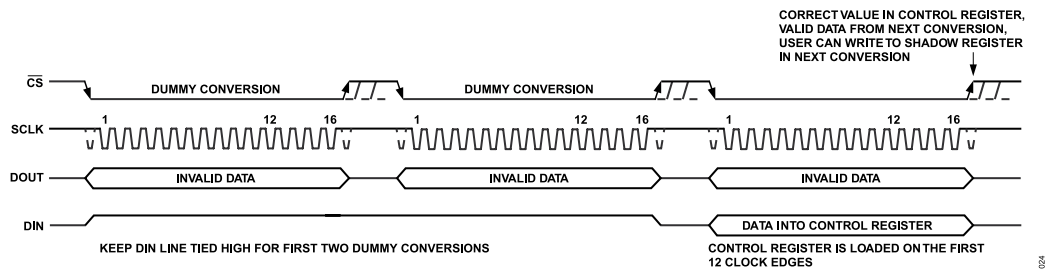 CORRECT VALUE IN CONTROL REGISTER,
VALID DATA FROM NEXT CONVERSION,
USER CAN WRITE TO SHADOW REGISTER
IN NEXT CONVERSION
CS
DUMMY CONVERSION
DUMMY CONVERSION
SCLK
1 12 16 1 12 16 1 12 16
DOUT
INVALID DATA
INVALID DATA
INVALID DATA
DIN
DATA INTO CONTROL REGISTER
KEEP DIN LINE TIED HIGH FOR FIRST TWO DUMMY CONVERSIONS
CONTROL REGISTER IS LOADED ON THE FIRST
12 CLOCK EDGES
024